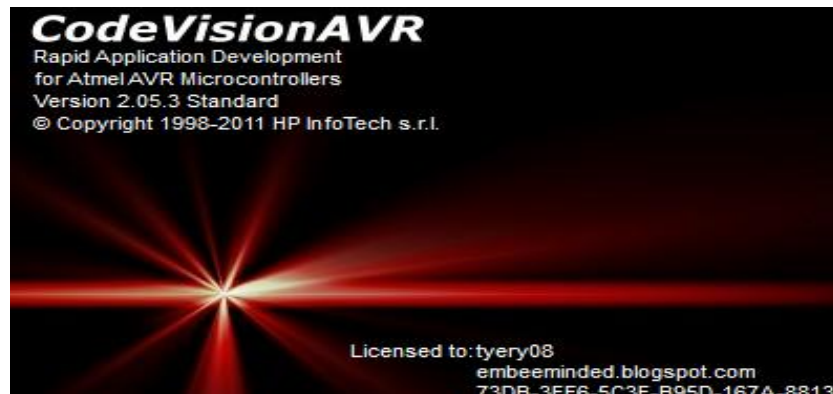 CodeVisionAVR
Rapid Application Development
for Atmel AVR Microcontrollers
Version 2.05.3 Standard
© Copyright 1998-2011 HP InfoTech s.r.l.
Licensed to: tyery08
embeeminded.blogspot.com